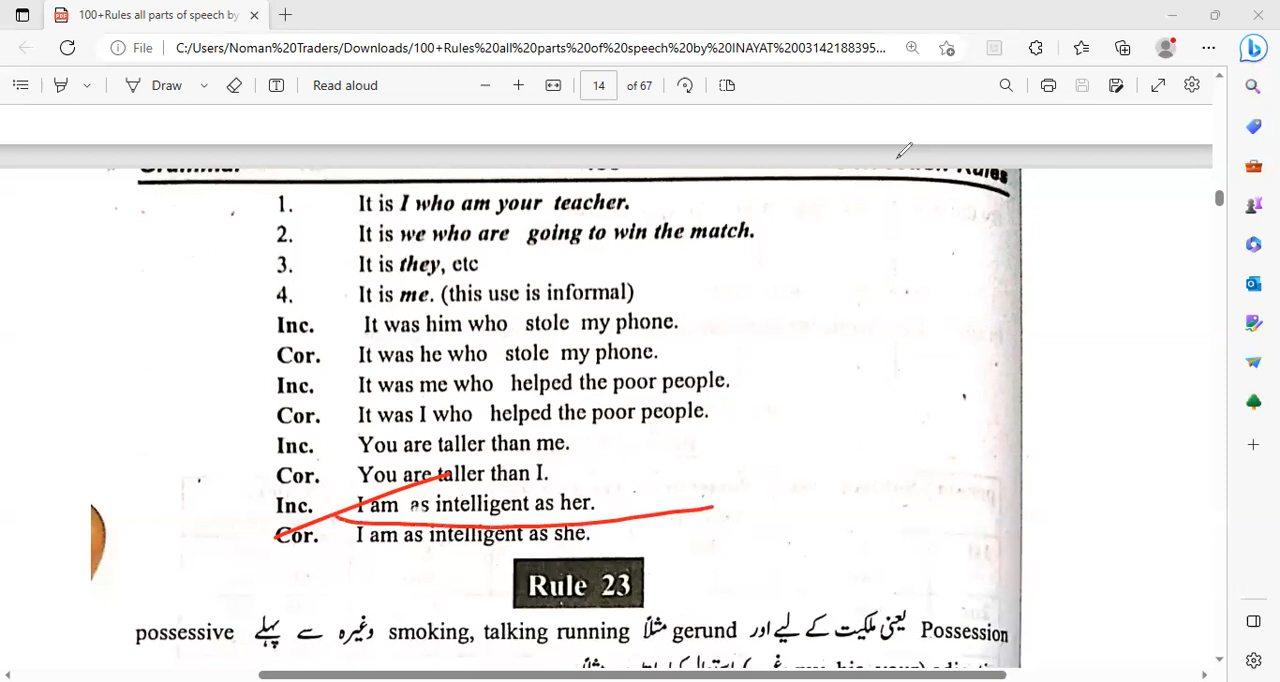 100+Rules all parts of speech by
File C:/Users/Noman%20Traders/Downloads/100+Rules%20all%20parts%20of%20speech%20by%20INAYAT%2003142188395...
Draw Read aloud 14 of 67
Grammar Rules
1. It is I who am your teacher.
2. It is we who are going to win the match.
3. It is they, etc
4. It is me. (this use is informal)
Inc. It was him who stole my phone.
Cor. It was he who stole my phone.
Inc. It was me who helped the poor people.
Cor. It was I who helped the poor people.
Inc. You are taller than me.
Cor. You are taller than I.
Inc. I am as intelligent as her.
Cor. I am as intelligent as she.
Rule 23
Possession یعنی ملکیت کے لیے اور gerund مثلاً smoking, talking running وغیرہ سے پہلے possessive